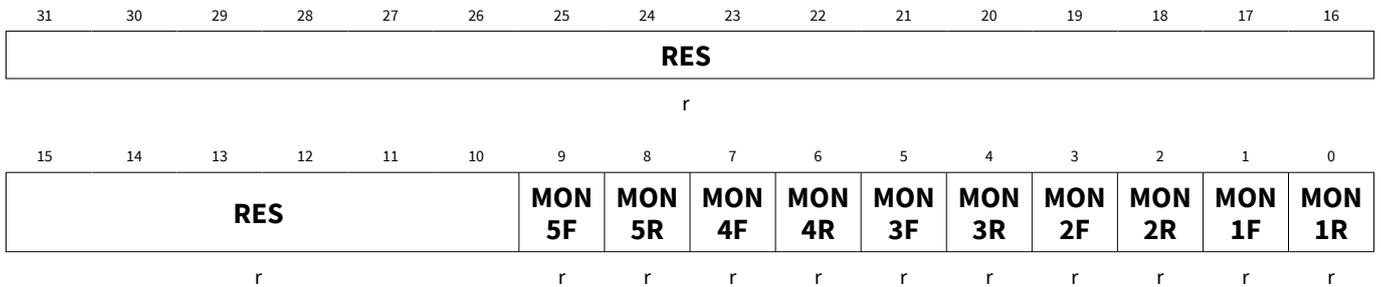 31 30 29 28 27 26 25 24 23 22 21 20 19 18 17 16
RES
r
15 14 13 12 11 10 9 8 7 6 5 4 3 2 1 0
RES MON MON MON MON MON MON MON MON MON MON
5F 5R 4F 4R 3F 3R 2F 2R 1F 1R
r r r r r r r r r r r